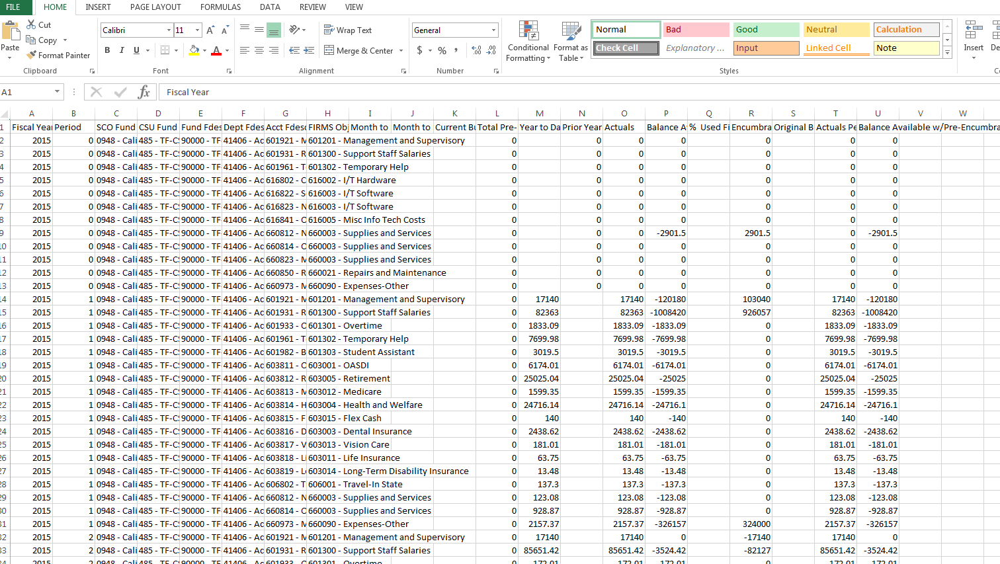 FILE HOME INSERT PAGE LAYOUT FORMULAS DATA REVIEW VIEW
Paste Cut Copy Format Painter Clipboard
Calibri 11 B I U A Font
Wrap Text Merge & Center Alignment
General $ % , Number
Conditional Formatting Format as Table
Normal Bad Good Neutral Calculation
Check Cell Explanatory ... Input Linked Cell Note
Styles
Insert
A1 fx Fiscal Year
A B C D E F G H I J K L M N O P Q R S T U V W
1 Fiscal Year Period SCO Fund CSU Fund Fund Fdes Dept Fdes Acct Fdesc FIRMS Obj Month to Month to Current Bu Total Pre- Year to Da Prior Year Actuals Balance A % Used Fi Encumbra Original B Actuals Pe Balance Available w/Pre-Encumbra
2 2015 0 0948 - Cali 485 - TF-CS 90000 - TF 41406 - Ac 601921 - M 601201 - Management and Supervisory 0 0 0 0 0 0 0
3 2015 0 0948 - Cali 485 - TF-CS 90000 - TF 41406 - Ac 601931 - R 601300 - Support Staff Salaries 0 0 0 0 0 0 0
4 2015 0 0948 - Cali 485 - TF-CS 90000 - TF 41406 - Ac 601961 - T 601302 - Temporary Help 0 0 0 0 0 0 0
5 2015 0 0948 - Cali 485 - TF-CS 90000 - TF 41406 - Ac 616802 - C 616002 - I/T Hardware 0 0 0 0 0 0 0
6 2015 0 0948 - Cali 485 - TF-CS 90000 - TF 41406 - Ac 616822 - S 616003 - I/T Software 0 0 0 0 0 0 0
7 2015 0 0948 - Cali 485 - TF-CS 90000 - TF 41406 - Ac 616823 - N 616003 - I/T Software 0 0 0 0 0 0 0
8 2015 0 0948 - Cali 485 - TF-CS 90000 - TF 41406 - Ac 616841 - C 616005 - Misc Info Tech Costs 0 0 0 0 0 0 0
9 2015 0 0948 - Cali 485 - TF-CS 90000 - TF 41406 - Ac 660812 - N 660003 - Supplies and Services 0 0 0 -2901.5 2901.5 0 -2901.5
10 2015 0 0948 - Cali 485 - TF-CS 90000 - TF 41406 - Ac 660814 - C 660003 - Supplies and Services 0 0 0 0 0 0 0
11 2015 0 0948 - Cali 485 - TF-CS 90000 - TF 41406 - Ac 660823 - M 660003 - Supplies and Services 0 0 0 0 0 0 0
12 2015 0 0948 - Cali 485 - TF-CS 90000 - TF 41406 - Ac 660850 - R 660021 - Repairs and Maintenance 0 0 0 0 0 0 0
13 2015 0 0948 - Cali 485 - TF-CS 90000 - TF 41406 - Ac 660973 - M 660090 - Expenses-Other 0 0 0 0 0 0 0
14 2015 1 0948 - Cali 485 - TF-CS 90000 - TF 41406 - Ac 601921 - M 601201 - Management and Supervisory 0 17140 17140 -120180 103040 17140 -120180
15 2015 1 0948 - Cali 485 - TF-CS 90000 - TF 41406 - Ac 601931 - R 601300 - Support Staff Salaries 0 82363 82363 -1008420 926057 82363 -1008420
16 2015 1 0948 - Cali 485 - TF-CS 90000 - TF 41406 - Ac 601933 - C 601301 - Overtime 0 1833.09 1833.09 -1833.09 0 1833.09 -1833.09
17 2015 1 0948 - Cali 485 - TF-CS 90000 - TF 41406 - Ac 601961 - T 601302 - Temporary Help 0 7699.98 7699.98 -7699.98 0 7699.98 -7699.98
18 2015 1 0948 - Cali 485 - TF-CS 90000 - TF 41406 - Ac 601982 - B 601303 - Student Assistant 0 3019.5 3019.5 -3019.5 0 3019.5 -3019.5
19 2015 1 0948 - Cali 485 - TF-CS 90000 - TF 41406 - Ac 603811 - C 603001 - OASDI 0 6174.01 6174.01 -6174.01 0 6174.01 -6174.01
20 2015 1 0948 - Cali 485 - TF-CS 90000 - TF 41406 - Ac 603812 - R 603005 - Retirement 0 25025.04 25025.04 -25025 0 25025.04 -25025
21 2015 1 0948 - Cali 485 - TF-CS 90000 - TF 41406 - Ac 603813 - M 603012 - Medicare 0 1599.35 1599.35 -1599.35 0 1599.35 -1599.35
22 2015 1 0948 - Cali 485 - TF-CS 90000 - TF 41406 - Ac 603814 - H 603004 - Health and Welfare 0 24716.14 24716.14 -24716.1 0 24716.14 -24716.1
23 2015 1 0948 - Cali 485 - TF-CS 90000 - TF 41406 - Ac 603815 - F 603015 - Flex Cash 0 140 140 -140 0 140 -140
24 2015 1 0948 - Cali 485 - TF-CS 90000 - TF 41406 - Ac 603816 - D 603003 - Dental Insurance 0 2438.62 2438.62 -2438.62 0 2438.62 -2438.62
25 2015 1 0948 - Cali 485 - TF-CS 90000 - TF 41406 - Ac 603817 - V 603013 - Vision Care 0 181.01 181.01 -181.01 0 181.01 -181.01
26 2015 1 0948 - Cali 485 - TF-CS 90000 - TF 41406 - Ac 603818 - Li 603011 - Life Insurance 0 63.75 63.75 -63.75 0 63.75 -63.75
27 2015 1 0948 - Cali 485 - TF-CS 90000 - TF 41406 - Ac 603819 - Lo 603014 - Long-Term Disability Insurance 0 13.48 13.48 -13.48 0 13.48 -13.48
28 2015 1 0948 - Cali 485 - TF-CS 90000 - TF 41406 - Ac 606802 - T 606001 - Travel-In State 0 137.3 137.3 -137.3 0 137.3 -137.3
29 2015 1 0948 - Cali 485 - TF-CS 90000 - TF 41406 - Ac 660812 - N 660003 - Supplies and Services 0 123.08 123.08 -123.08 0 123.08 -123.08
30 2015 1 0948 - Cali 485 - TF-CS 90000 - TF 41406 - Ac 660814 - C 660003 - Supplies and Services 0 928.87 928.87 -928.87 0 928.87 -928.87
31 2015 1 0948 - Cali 485 - TF-CS 90000 - TF 41406 - Ac 660973 - M 660090 - Expenses-Other 0 2157.37 2157.37 -326157 324000 2157.37 -326157
32 2015 2 0948 - Cali 485 - TF-CS 90000 - TF 41406 - Ac 601921 - M 601201 - Management and Supervisory 0 17140 17140 0 -17140 17140 0
33 2015 2 0948 - Cali 485 - TF-CS 90000 - TF 41406 - Ac 601931 - R 601300 - Support Staff Salaries 0 85651.42 85651.42 -3524.42 -82127 85651.42 -3524.42